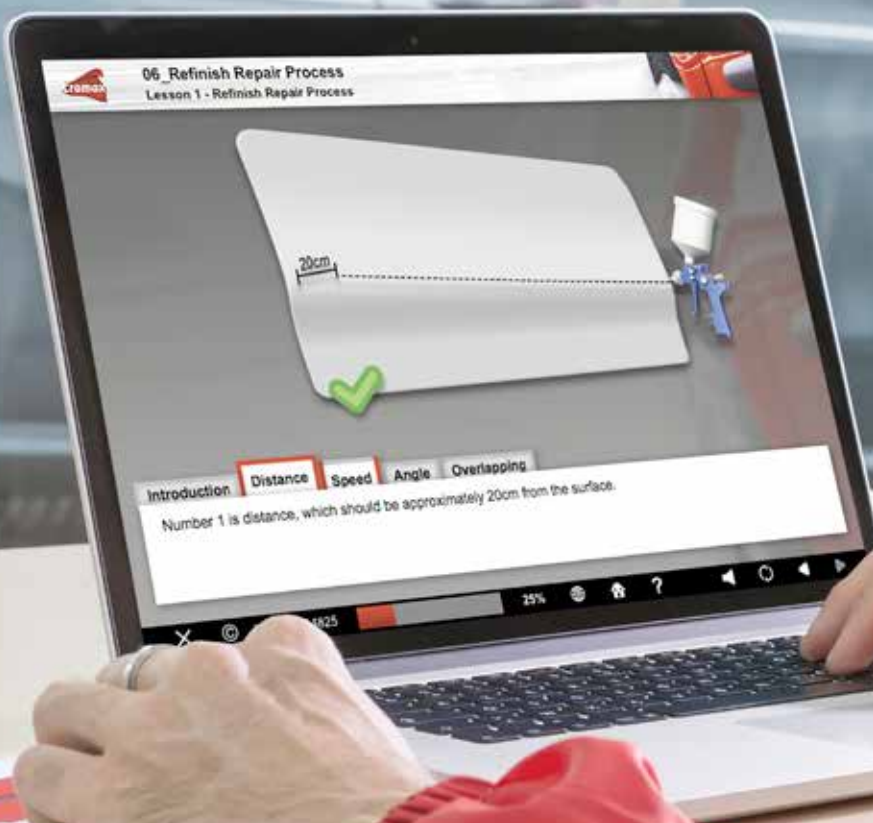 cromax
06_Refinish Repair Process
Lesson 1 - Refinish Repair Process
20cm
Introduction
Distance
Speed
Angle
Overlapping
Number 1 is distance, which should be approximately 20cm from the surface.
©
25%
?